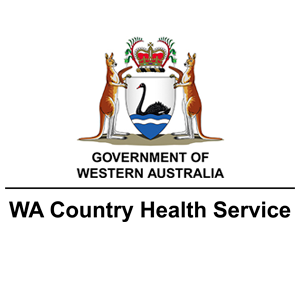 GOVERNMENT OF
WESTERN AUSTRALIA
WA Country Health Service